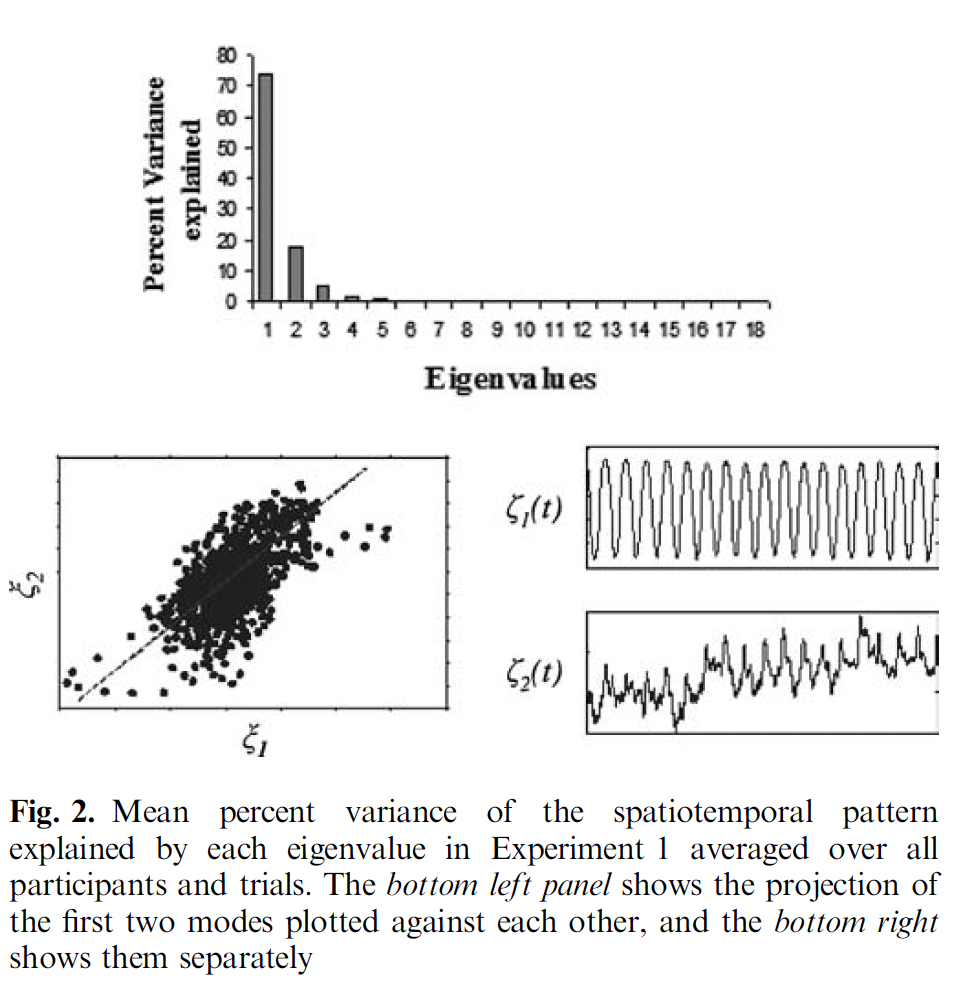 80
70
60
50
40
30
20
10
0
Percent Variance
explained
1 2 3 4 5 6 7 8 9 10 11 12 13 14 15 16 17 18
Eigenvalues
ξ2
ξ1
ζ1(t)
ζ2(t)
Fig. 2. Mean percent variance of the spatiotemporal pattern
explained by each eigenvalue in Experiment 1 averaged over all
participants and trials. The bottom left panel shows the projection of
the first two modes plotted against each other, and the bottom right
shows them separately